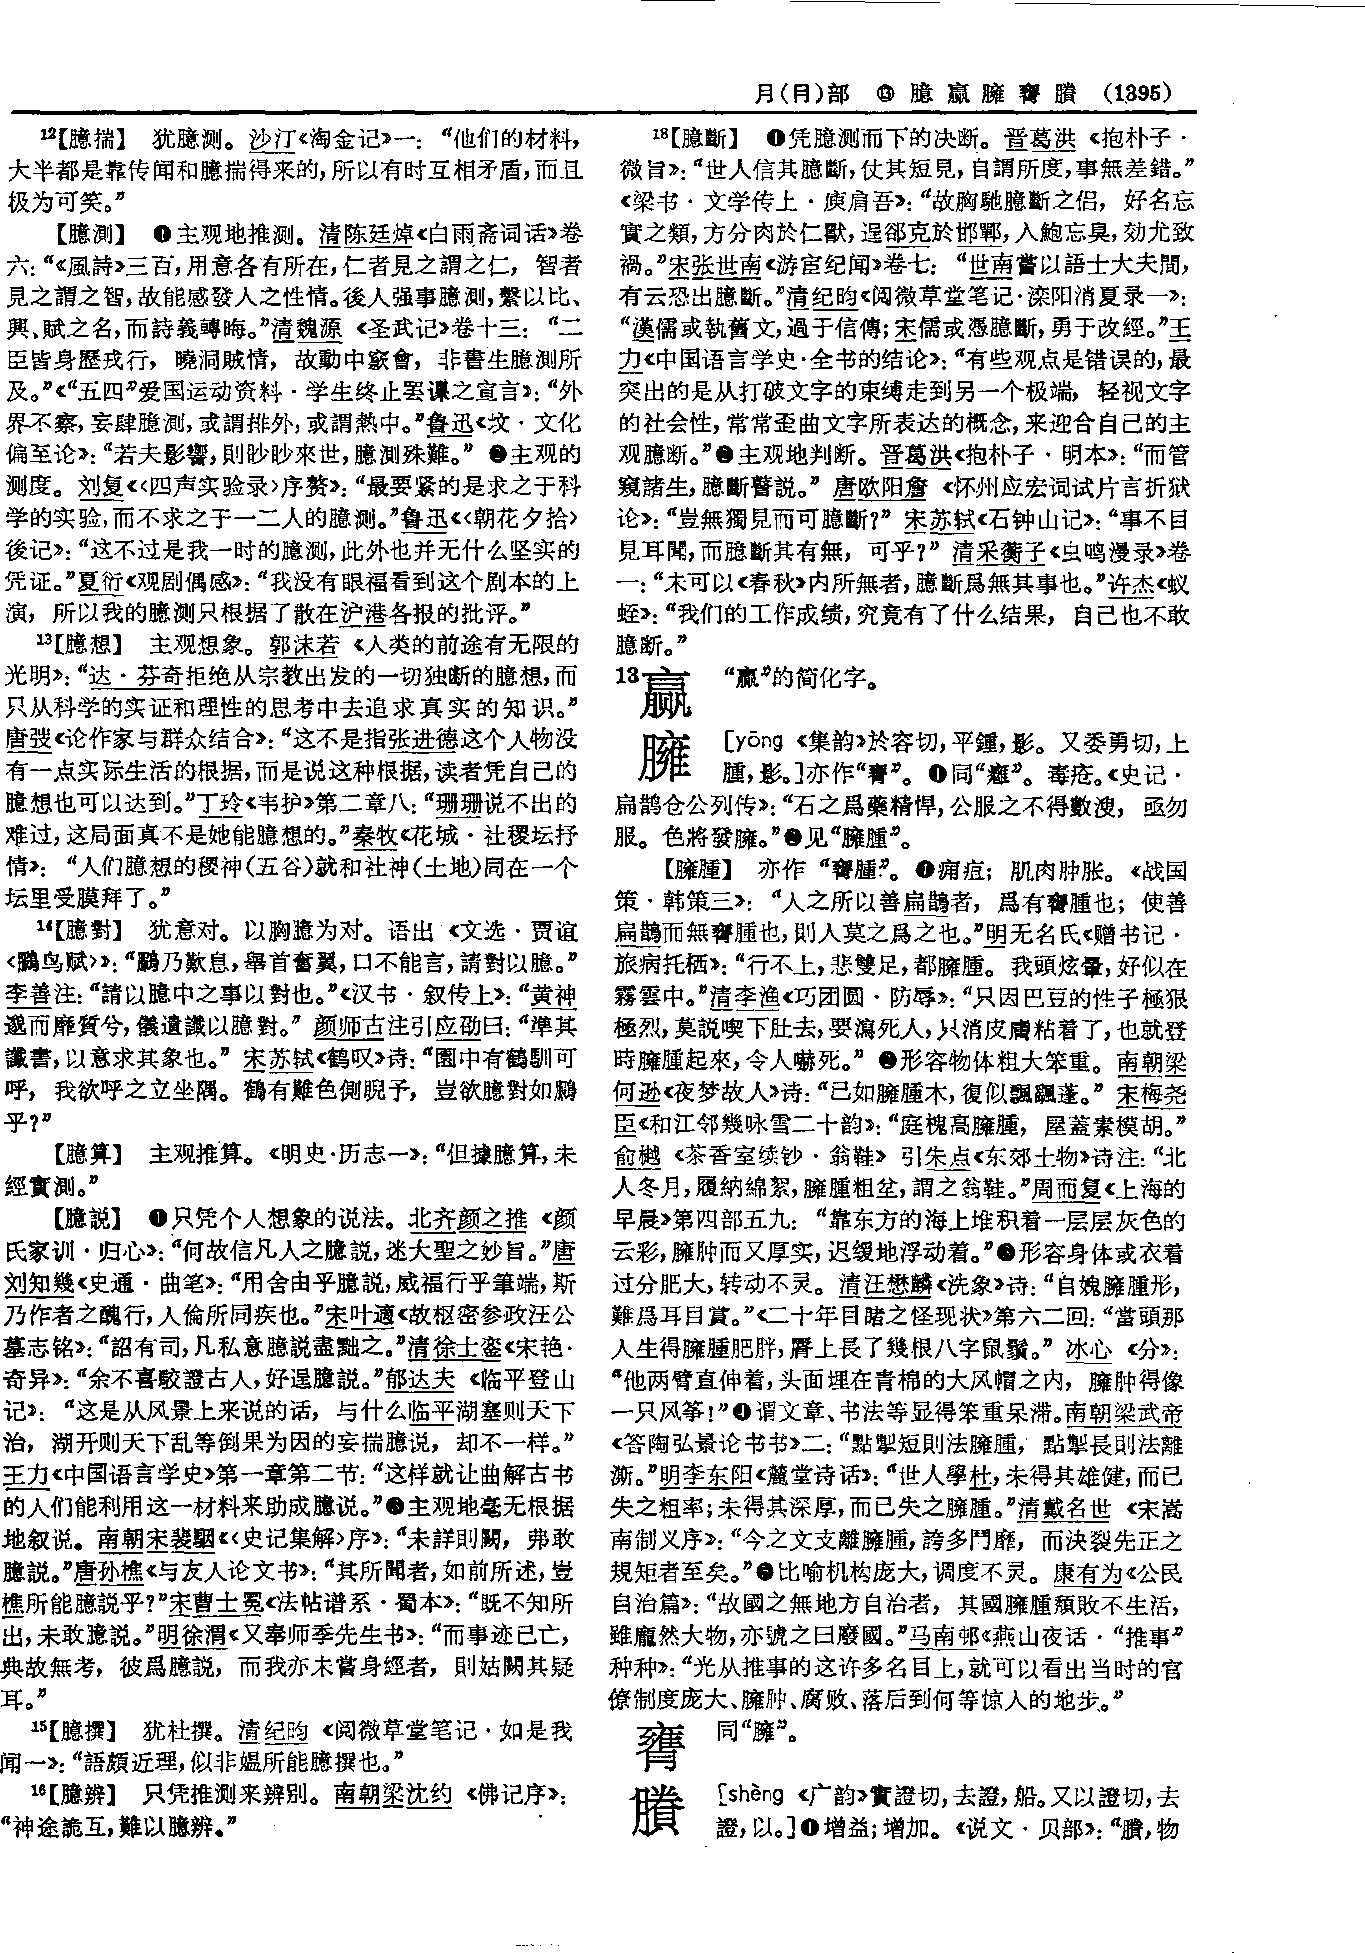 月(⺼)部 ⑬ 臆 赢 臃 䐺 賸 (1395)
12【臆揣】 犹臆测。沙汀《淘金记》一：“他们的材料，
大半都是靠传闻和臆揣得来的，所以有时互相矛盾，而且
极为可笑。”
【臆測】 ❶主观地推测。清陈廷焯《白雨斋词话》卷
六：“《風詩》三百，用意各有所在，仁者見之謂之仁，智者
見之謂之智，故能感發人之性情。後人强事臆測，繫以比、
興、賦之名，而詩義轉晦。”清魏源《圣武记》卷十三：“二
臣皆身歷戎行，曉洞贼情，故動中竅會，非書生臆測所
及。”《“五四”爱国运动资料·学生终止罢课之宣言》：“外
界不察，妄肆臆測，或謂排外，或謂熱中。”鲁迅《坟·文化
偏至论》：“若夫影響，則眇眇來世，臆測殊難。” ❷主观的
测度。刘复《〈四声实验录〉序赘》：“最要紧的是求之于科
学的实验，而不求之于一二人的臆测。”鲁迅《〈朝花夕拾〉
後记》：“这不过是我一时的臆测，此外也并无什么坚实的
凭证。”夏衍《观剧偶感》：“我没有眼福看到这个剧本的上
演，所以我的臆测只根据了散在沪港各报的批评。”
13【臆想】 主观想象。郭沫若《人类的前途有无限的
光明》：“达·芬奇拒绝从宗教出发的一切独断的臆想，而
只从科学的实证和理性的思考中去追求真实的知识。”
唐弢《论作家与群众结合》：“这不是指张进德这个人物没
有一点实际生活的根据，而是说这种根据，读者凭自己的
臆想也可以达到。”丁玲《韦护》第二章八：“珊珊说不出的
难过，这局面真不是她能臆想的。”秦牧《花城·社稷坛抒
情》：“人们臆想的稷神(五谷)就和社神(土地)同在一个
坛里受膜拜了。”
14【臆對】 犹意对。以胸臆为对。语出《文选·贾谊
〈鵩鸟赋〉》：“鵩乃歎息，舉首奮翼，口不能言，請對以臆。”
李善注：“請以臆中之事以對也。”《汉书·叙传上》：“黄神
邈而靡質兮，儀遺讖以臆對。”颜师古注引应劭曰：“準其
讖書，以意求其象也。”宋苏轼《鹤叹》诗：“園中有鶴馴可
呼，我欲呼之立坐隅。鶴有難色側睨予，豈欲臆對如鵩
乎？”
【臆算】 主观推算。《明史·历志一》：“但據臆算，未
經實測。”
【臆説】 ❶只凭个人想象的说法。北齐颜之推《颜
氏家训·归心》：“何故信凡人之臆説，迷大聖之妙旨。”唐
刘知幾《史通·曲笔》：“用舍由乎臆説，威福行乎筆端，斯
乃作者之醜行，人倫所同疾也。”宋叶適《故枢密参政汪公
墓志铭》：“詔有司，凡私意臆説盡黜之。”清徐士銮《宋艳·
奇异》：“余不喜駁證古人，好逞臆説。”郁达夫《临平登山
记》：“这是从风景上来说的话，与什么临平湖塞则天下
治，湖开则天下乱等倒果为因的妄揣臆说，却不一样。”
王力《中国语言学史》第一章第二节：“这样就让曲解古书
的人们能利用这一材料来助成臆说。”❷主观地毫无根据
地叙说。南朝宋裴駰《〈史记集解〉序》：“未詳則闕，弗敢
臆説。”唐孙樵《与友人论文书》：“其所聞者，如前所述，豈
樵所能臆説乎？”宋曹士冕《法帖谱系·蜀本》：“既不知所
出，未敢臆説。”明徐渭《又奉师季先生书》：“而事迹已亡，
典故無考，彼爲臆説，而我亦未嘗身經者，則姑闕其疑
耳。”
15【臆撰】 犹杜撰。清纪昀《阅微草堂笔记·如是我
闻一》：“語頗近理，似非媪所能臆撰也。”
16【臆辨】 只凭推测来辨别。南朝梁沈约《佛记序》：
“神途詭互，難以臆辨。”
18【臆斷】 ❶凭臆测而下的决断。晋葛洪《抱朴子·
微旨》：“世人信其臆斷，仗其短見，自謂所度，事無差錯。”
《梁书·文学传上·庾肩吾》：“故胸馳臆斷之侣，好名忘
實之類，方分肉於仁獸，逞郤克於邯鄲，入鮑忘臭，効尤致
禍。”宋张世南《游宦纪闻》卷七：“世南嘗以語士大夫間，
有云恐出臆斷。”清纪昀《阅微草堂笔记·滦阳消夏录一》：
“漢儒或執舊文，過于信傳；宋儒或憑臆斷，勇于改經。”王
力《中国语言学史·全书的结论》：“有些观点是错误的，最
突出的是从打破文字的束缚走到另一个极端，轻视文字
的社会性，常常歪曲文字所表达的概念，来迎合自己的主
观臆断。”❷主观地判断。晋葛洪《抱朴子·明本》：“而管
窺諸生，臆斷瞽説。”唐欧阳詹《怀州应宏词试片言折狱
论》：“豈無獨見而可臆斷？”宋苏轼《石钟山记》：“事不目
見耳聞，而臆斷其有無，可乎？”清采蘅子《虫鸣漫录》卷
一：“未可以《春秋》内所無者，臆斷爲無其事也。”许杰《蚁
蛭》：“我们的工作成绩，究竟有了什么结果，自己也不敢
臆断。”
13赢 “贏”的简化字。
臃 [yōng《集韵》於容切，平鍾，影。又委勇切，上
腫，影。]亦作“䐺”。❶同“癰”。毒疮。《史记·
扁鹊仓公列传》：“石之爲藥精悍，公服之不得數溲，亟勿
服。色將發臃。”❷见“臃腫”。
【臃腫】 亦作“䐺腫”。❶痈疽；肌肉肿胀。《战国
策·韩策三》：“人之所以善扁鵲者，爲有䐺腫也；使善
扁鵲而無䐺腫也，則人莫之爲之也。”明无名氏《赠书记·
旅病托栖》：“行不上，悲雙足，都臃腫。我頭炫暈，好似在
霧雲中。”清李渔《巧团圆·防辱》：“只因巴豆的性子極狠
極烈，莫説喫下肚去，要瀉死人，只消皮膚粘着了，也就登
時臃腫起來，令人嚇死。” ❷形容物体粗大笨重。南朝梁
何逊《夜梦故人》诗：“已如臃腫木，復似飄飖蓬。”宋梅尧
臣《和江邻幾咏雪二十韵》：“庭槐高臃腫，屋蓋素模胡。”
俞樾《茶香室续钞·翁鞋》引朱点《东郊土物》诗注：“北
人冬月，履納綿絮，臃腫粗坌，謂之翁鞋。”周而复《上海的
早晨》第四部五九：“靠东方的海上堆积着一层层灰色的
云彩，臃肿而又厚实，迟缓地浮动着。”❸形容身体或衣着
过分肥大，转动不灵。清汪懋麟《洗象》诗：“自媿臃腫形，
難爲耳目賞。”《二十年目睹之怪现状》第六二回：“當頭那
人生得臃腫肥胖，脣上長了幾根八字鼠鬚。”冰心《分》：
“他两臂直伸着，头面埋在青棉的大风帽之内，臃肿得像
一只风筝！”❹谓文章、书法等显得笨重呆滞。南朝梁武帝
《答陶弘景论书书》二：“點掣短則法臃腫，點掣長則法離
澌。”明李东阳《麓堂诗话》：“世人學杜，未得其雄健，而已
失之粗率；未得其深厚，而已失之臃腫。”清戴名世《宋嵩
南制义序》：“今之文支離臃腫，誇多鬥靡，而決裂先正之
規矩者至矣。”❺比喻机构庞大，调度不灵。康有为《公民
自治篇》：“故國之無地方自治者，其國臃腫頹敗不生活，
雖龐然大物，亦號之曰廢國。”马南邨《燕山夜话·“推事”
种种》：“光从推事的这许多名目上，就可以看出当时的官
僚制度庞大、臃肿、腐败、落后到何等惊人的地步。”
䐺 同“臃”。
賸 [shèng《广韵》實證切，去證，船。又以證切，去
證，以。]❶增益；增加。《说文·贝部》：“賸，物